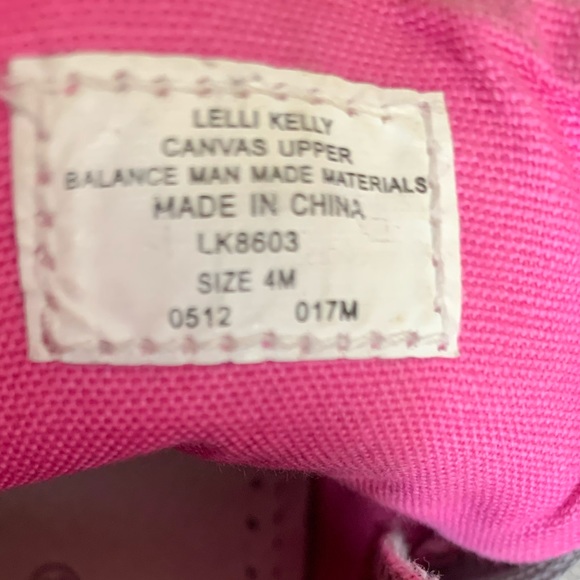 LELLI KELLY
CANVAS UPPER
BALANCE MAN MADE MATERIALS
MADE IN CHINA
LK8603
SIZE 4M
0512 017M